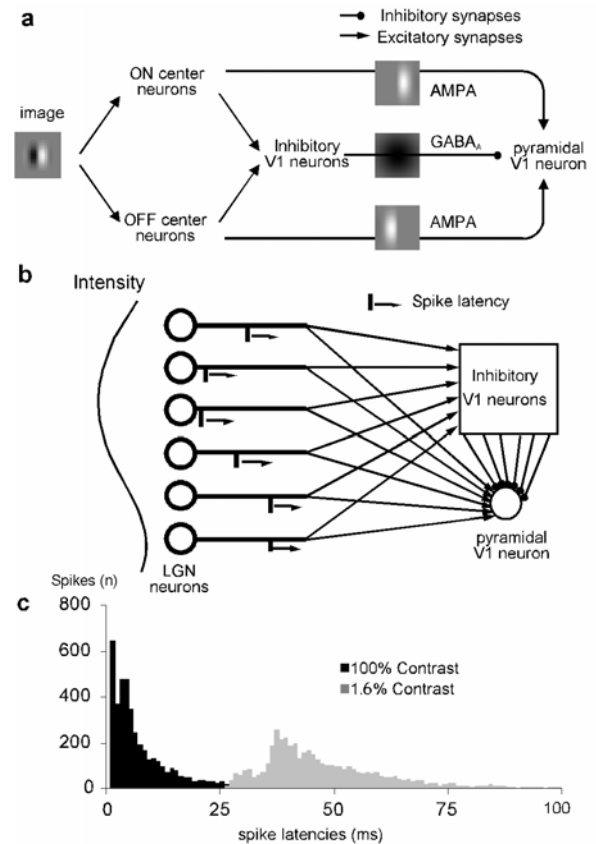 a
Inhibitory synapses
Excitatory synapses
ON center
neurons
image
AMPA
Inhibitory
V1 neurons
GABA_A
pyramidal
V1 neuron
OFF center
neurons
AMPA
b
Intensity
Spike latency
Inhibitory
V1 neurons
pyramidal
V1 neuron
LGN
neurons
Spikes (n)
c
800
600
400
200
0
100% Contrast
1.6% Contrast
0 25 50 75 100
spike latencies (ms)